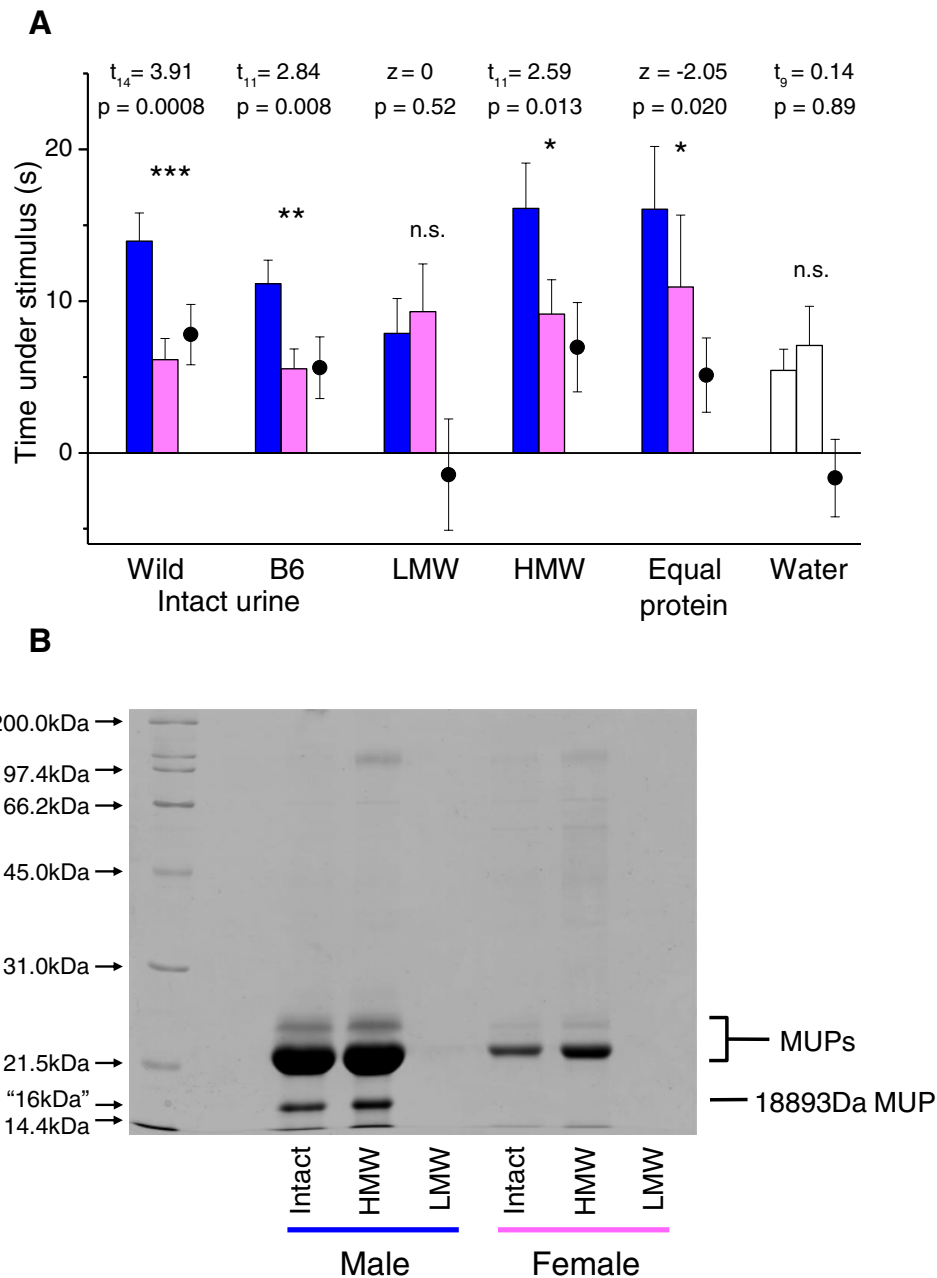 A
t14 = 3.91 t11 = 2.84 z = 0 t11 = 2.59 z = -2.05 t9 = 0.14
p = 0.0008 p = 0.008 p = 0.52 p = 0.013 p = 0.020 p = 0.89
Time under stimulus (s)
20
10
0
*** ** n.s. * * n.s.
Wild B6 LMW HMW Equal protein Water
Intact urine
B
200.0kDa
97.4kDa
66.2kDa
45.0kDa
31.0kDa
21.5kDa
“16kDa”
14.4kDa
MUPs
18893Da MUP
Intact HMW LMW Intact HMW LMW
Male Female